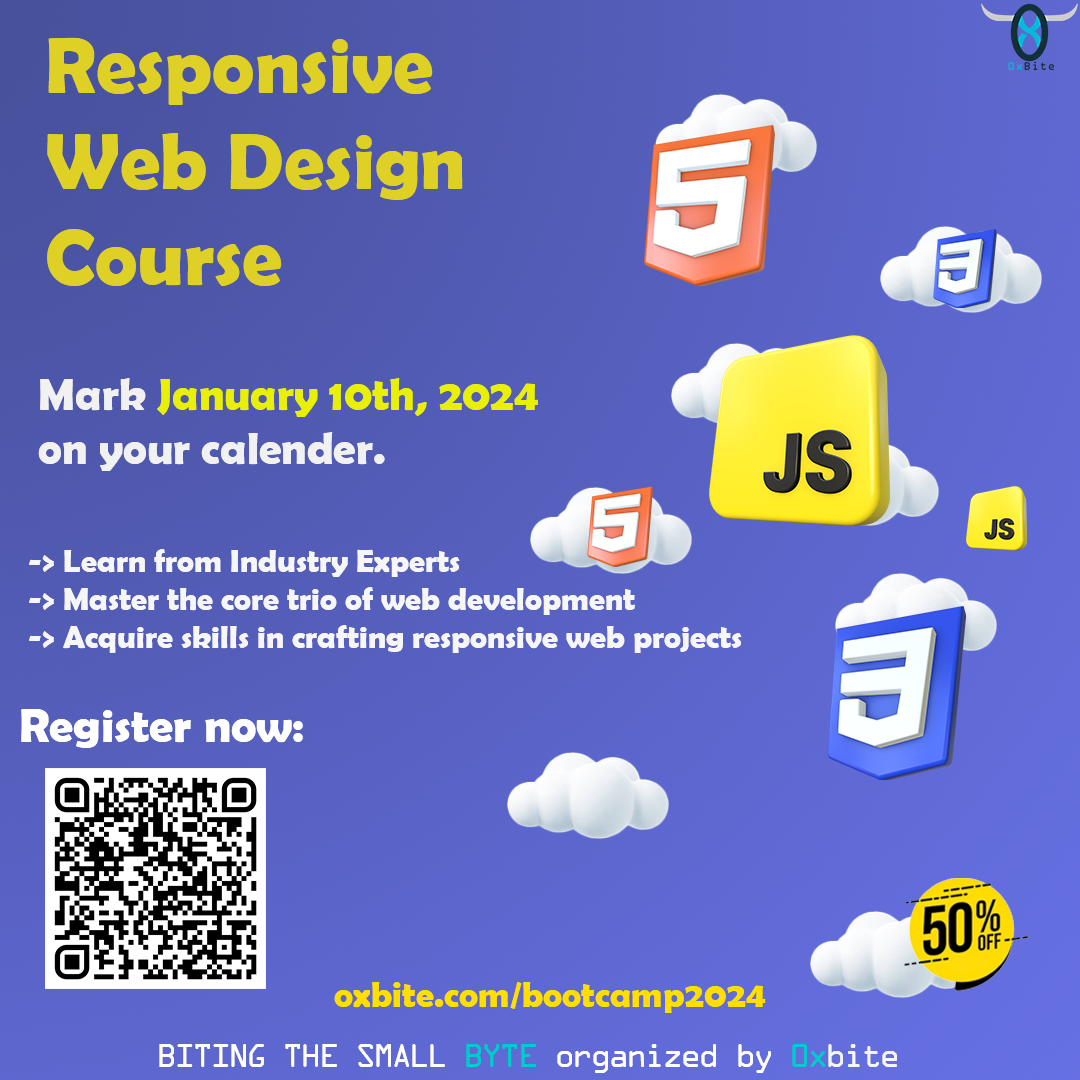 Responsive
Web Design
Course
OxBite
5
3
JS
5
JS
3
Mark January 10th, 2024
on your calender.
-> Learn from Industry Experts
-> Master the core trio of web development
-> Acquire skills in crafting responsive web projects
Register now:
50% OFF
oxbite.com/bootcamp2024
BITING THE SMALL BYTE organized by Oxbite